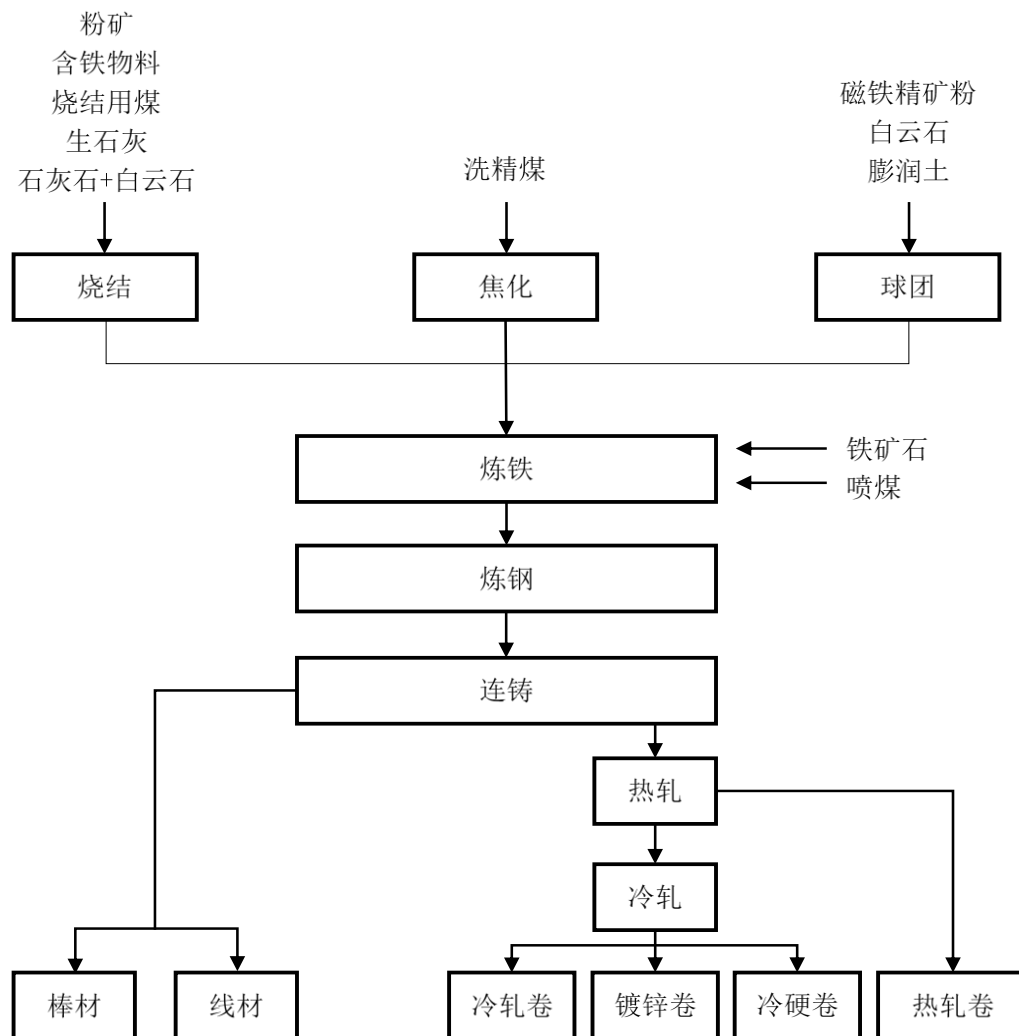 粉矿
含铁物料
烧结用煤
生石灰
石灰石+白云石
洗精煤
磁铁精矿粉
白云石
膨润土
烧结
焦化
球团
炼铁
铁矿石
喷煤
炼钢
连铸
热轧
冷轧
棒材
线材
冷轧卷
镀锌卷
冷硬卷
热轧卷